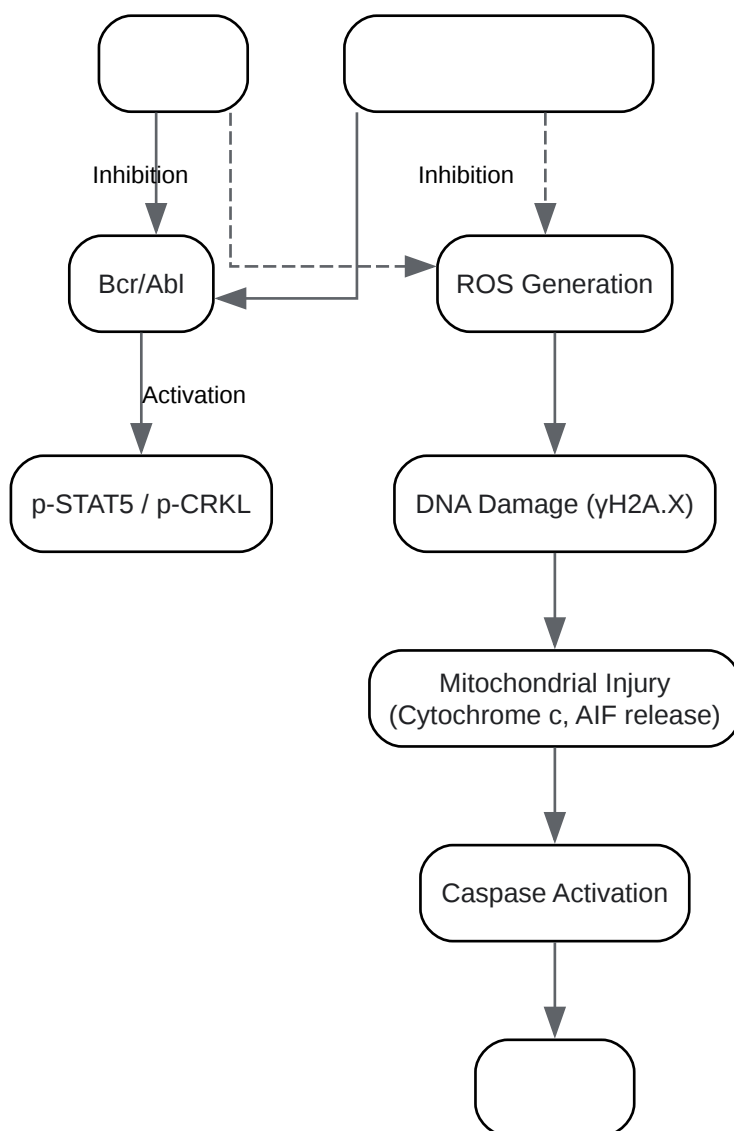 Inhibition
Inhibition
Bcr/Abl
ROS Generation
Activation
p-STAT5 / p-CRKL
DNA Damage (γH2A.X)
Mitochondrial Injury
(Cytochrome c, AIF release)
Caspase Activation